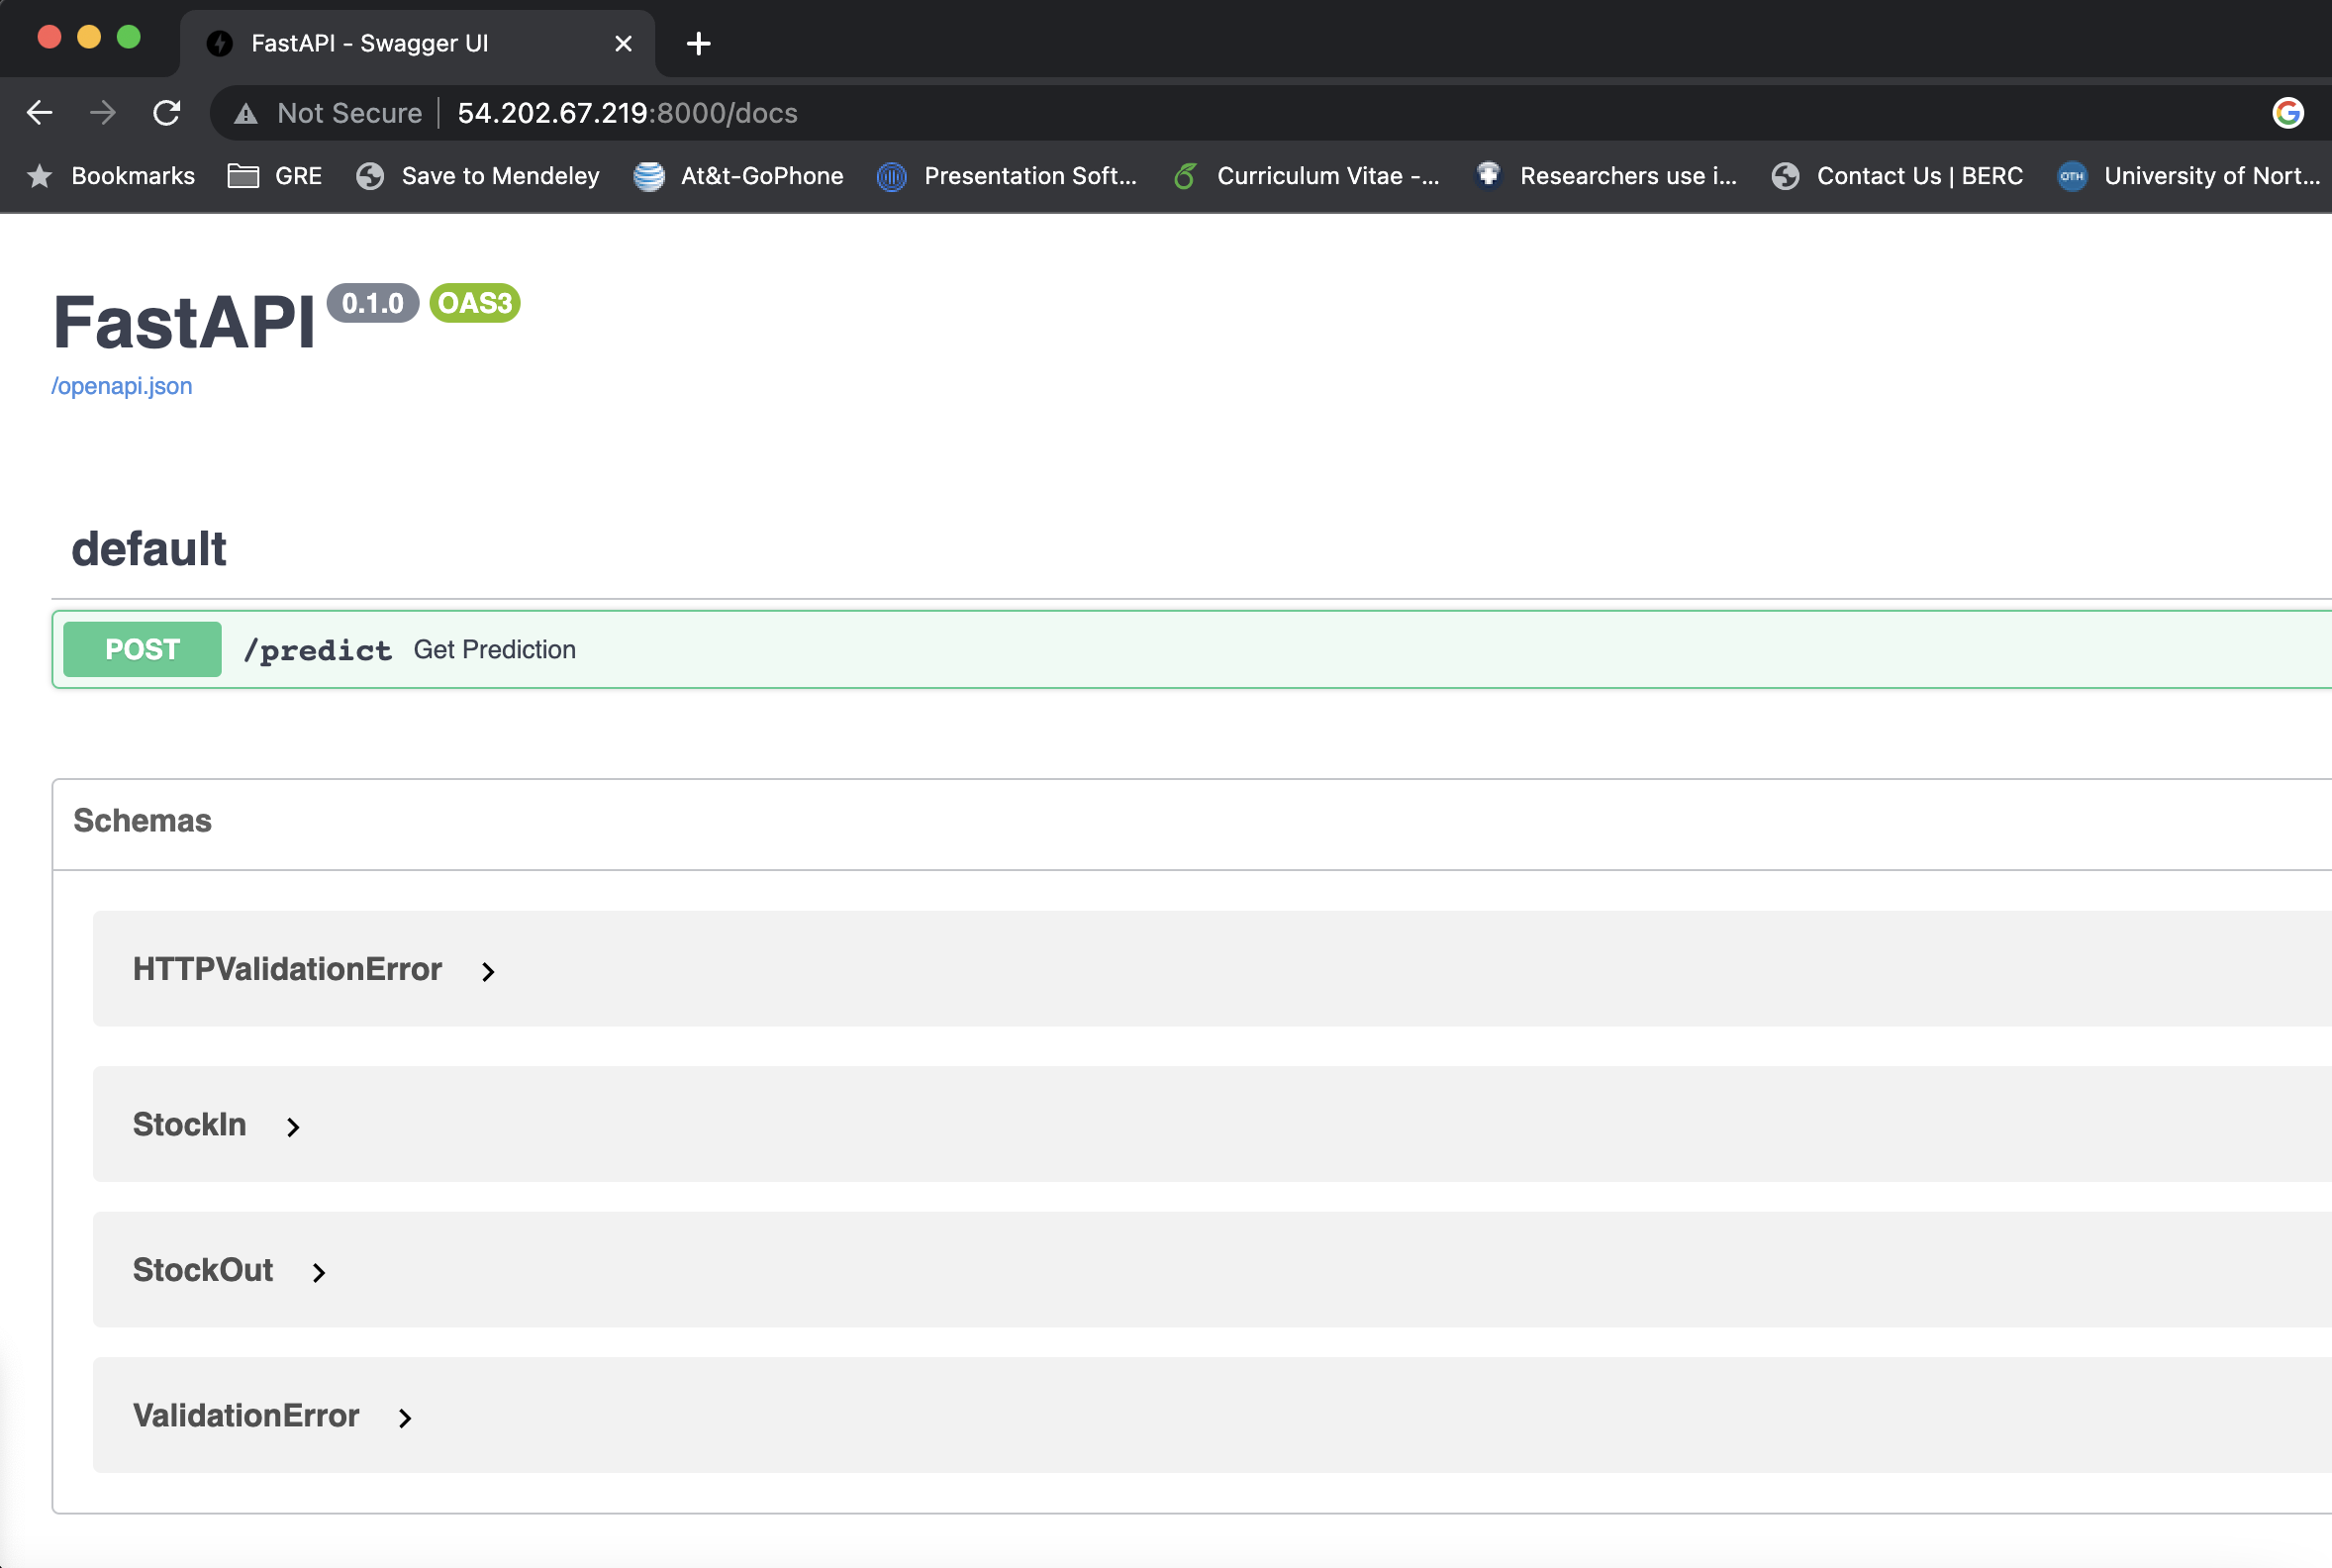 FastAPI - Swagger UI
Not Secure 54.202.67.219:8000/docs
Bookmarks GRE Save to Mendeley At&t-GoPhone Presentation Soft... Curriculum Vitae -... Researchers use i... Contact Us | BERC OTH University of Nort...
FastAPI 0.1.0 OAS3
/openapi.json
default
POST /predict Get Prediction
Schemas
HTTPValidationError
StockIn
StockOut
ValidationError